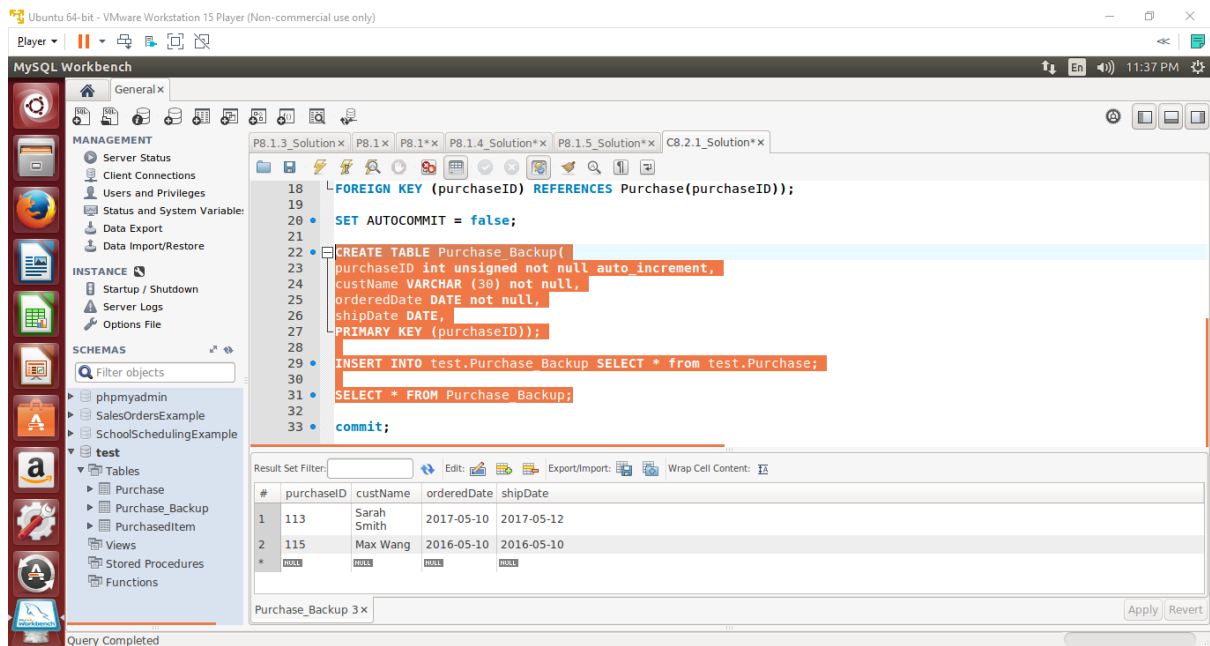 Ubuntu 64-bit - VMware Workstation 15 Player (Non-commercial use only)
Player
MySQL Workbench
En 11:37 PM
General ×
MANAGEMENT
Server Status
Client Connections
Users and Privileges
Status and System Variable
Data Export
Data Import/Restore
INSTANCE
Startup / Shutdown
Server Logs
Options File
SCHEMAS
Filter objects
phpmyadmin
SalesOrdersExample
SchoolSchedulingExample
test
Tables
Purchase
Purchase_Backup
PurchasedItem
Views
Stored Procedures
Functions
P8.1.3_Solution × P8.1 × P8.1* × P8.1.4_Solution* × P8.1.5_Solution* × C8.2.1_Solution* ×
18 FOREIGN KEY (purchaseID) REFERENCES Purchase(purchaseID));
19
20 SET AUTOCOMMIT = false;
21
22 CREATE TABLE Purchase_Backup(
23 purchaseID int unsigned not null auto_increment,
24 custName VARCHAR (30) not null,
25 orderedDate DATE not null,
26 shipDate DATE,
27 PRIMARY KEY (purchaseID));
28
29 INSERT INTO test.Purchase_Backup SELECT * from test.Purchase;
30
31 SELECT * FROM Purchase_Backup;
32
33 commit;
Result Set Filter: Edit: Export/Import: Wrap Cell Content:
# purchaseID custName orderedDate shipDate
1 113 Sarah Smith 2017-05-10 2017-05-12
2 115 Max Wang 2016-05-10 2016-05-10
* NULL NULL NULL NULL
Purchase_Backup 3 ×
Apply Revert
Query Completed